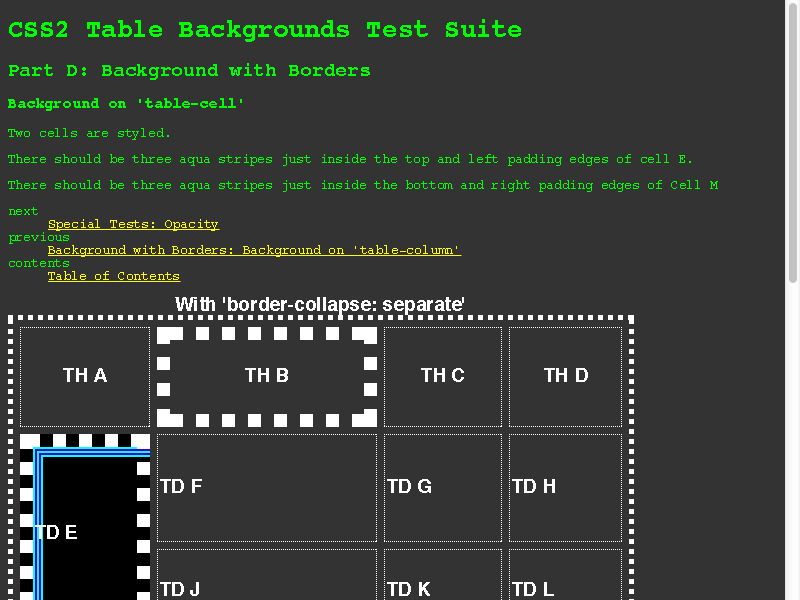 CSS2 Table Backgrounds Test Suite
Part D: Background with Borders
Background on 'table-cell'
Two cells are styled.
There should be three aqua stripes just inside the top and left padding edges of cell E.
There should be three aqua stripes just inside the bottom and right padding edges of Cell M
next
Special Tests: Opacity
previous
Background with Borders: Background on 'table-column'
contents
Table of Contents
With 'border-collapse: separate'
TH A TH B TH C TH D
TD F TD G TD H
TD E
TD J TD K TD L